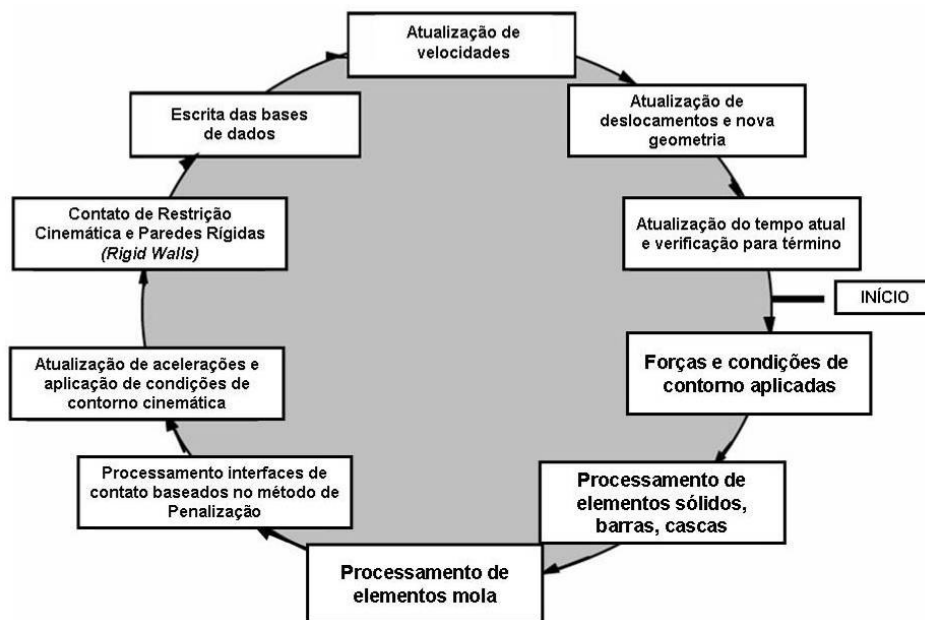 Atualização de
velocidades
Atualização de
deslocamentos e nova
geometria
Atualização do tempo atual
e verificação para término
INÍCIO
Forças e condições de
contorno aplicadas
Processamento de
elementos sólidos,
barras, cascas
Processamento de
elementos mola
Processamento interfaces de
contato baseados no método de
Penalização
Atualização de acelerações e
aplicação de condições de
contorno cinemática
Contato de Restrição
Cinemática e Paredes Rígidas
(Rigid Walls)
Escrita das bases
de dados